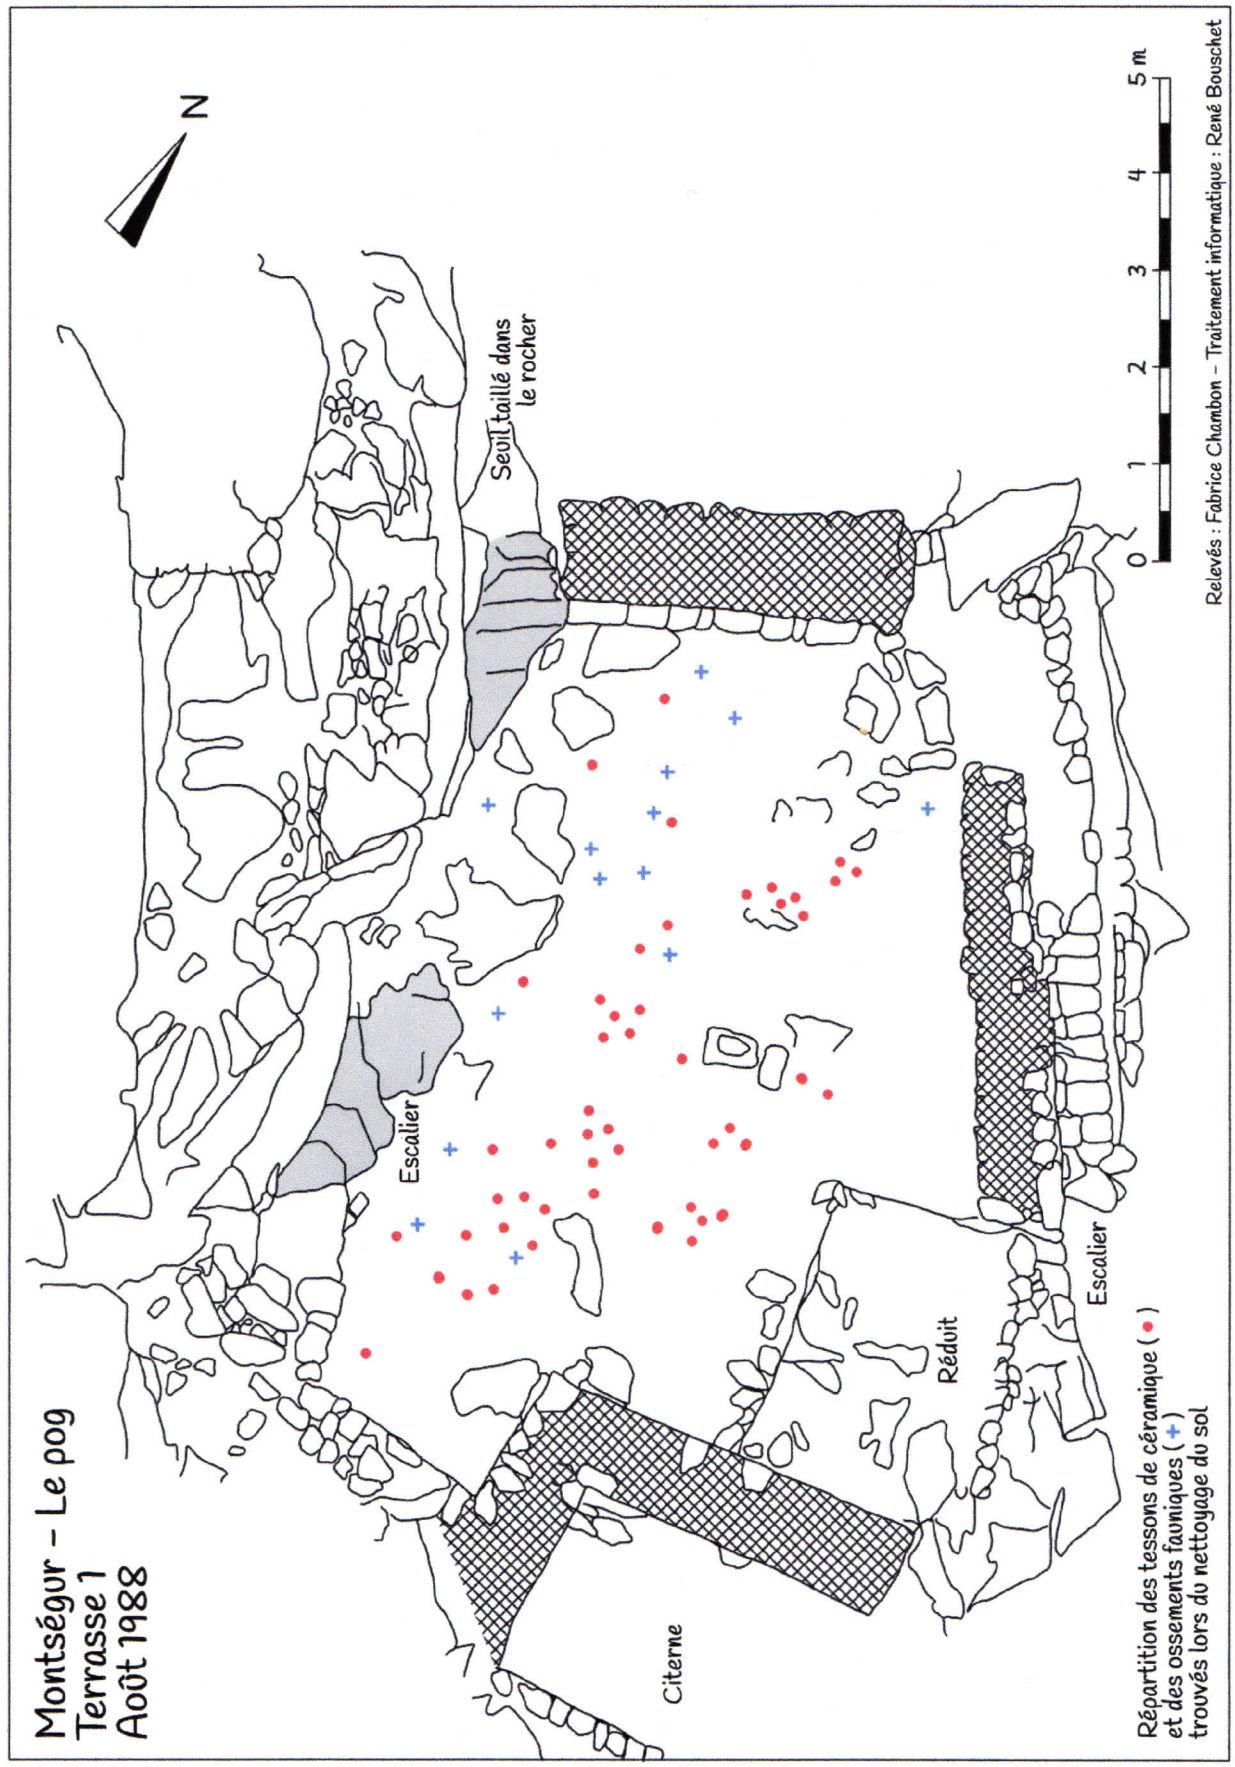 Montségur – Le pog
Terrasse 1
Août 1988
N
Seuil taillé dans
le rocher
Escalier
Citerne
Réduit
Escalier
Répartition des tessons de céramique ( )
et des ossements fauniques ( + )
trouvés lors du nettoyage du sol
0 1 2 3 4 5 m
Relevés : Fabrice Chambon – Traitement informatique : René Bouschet